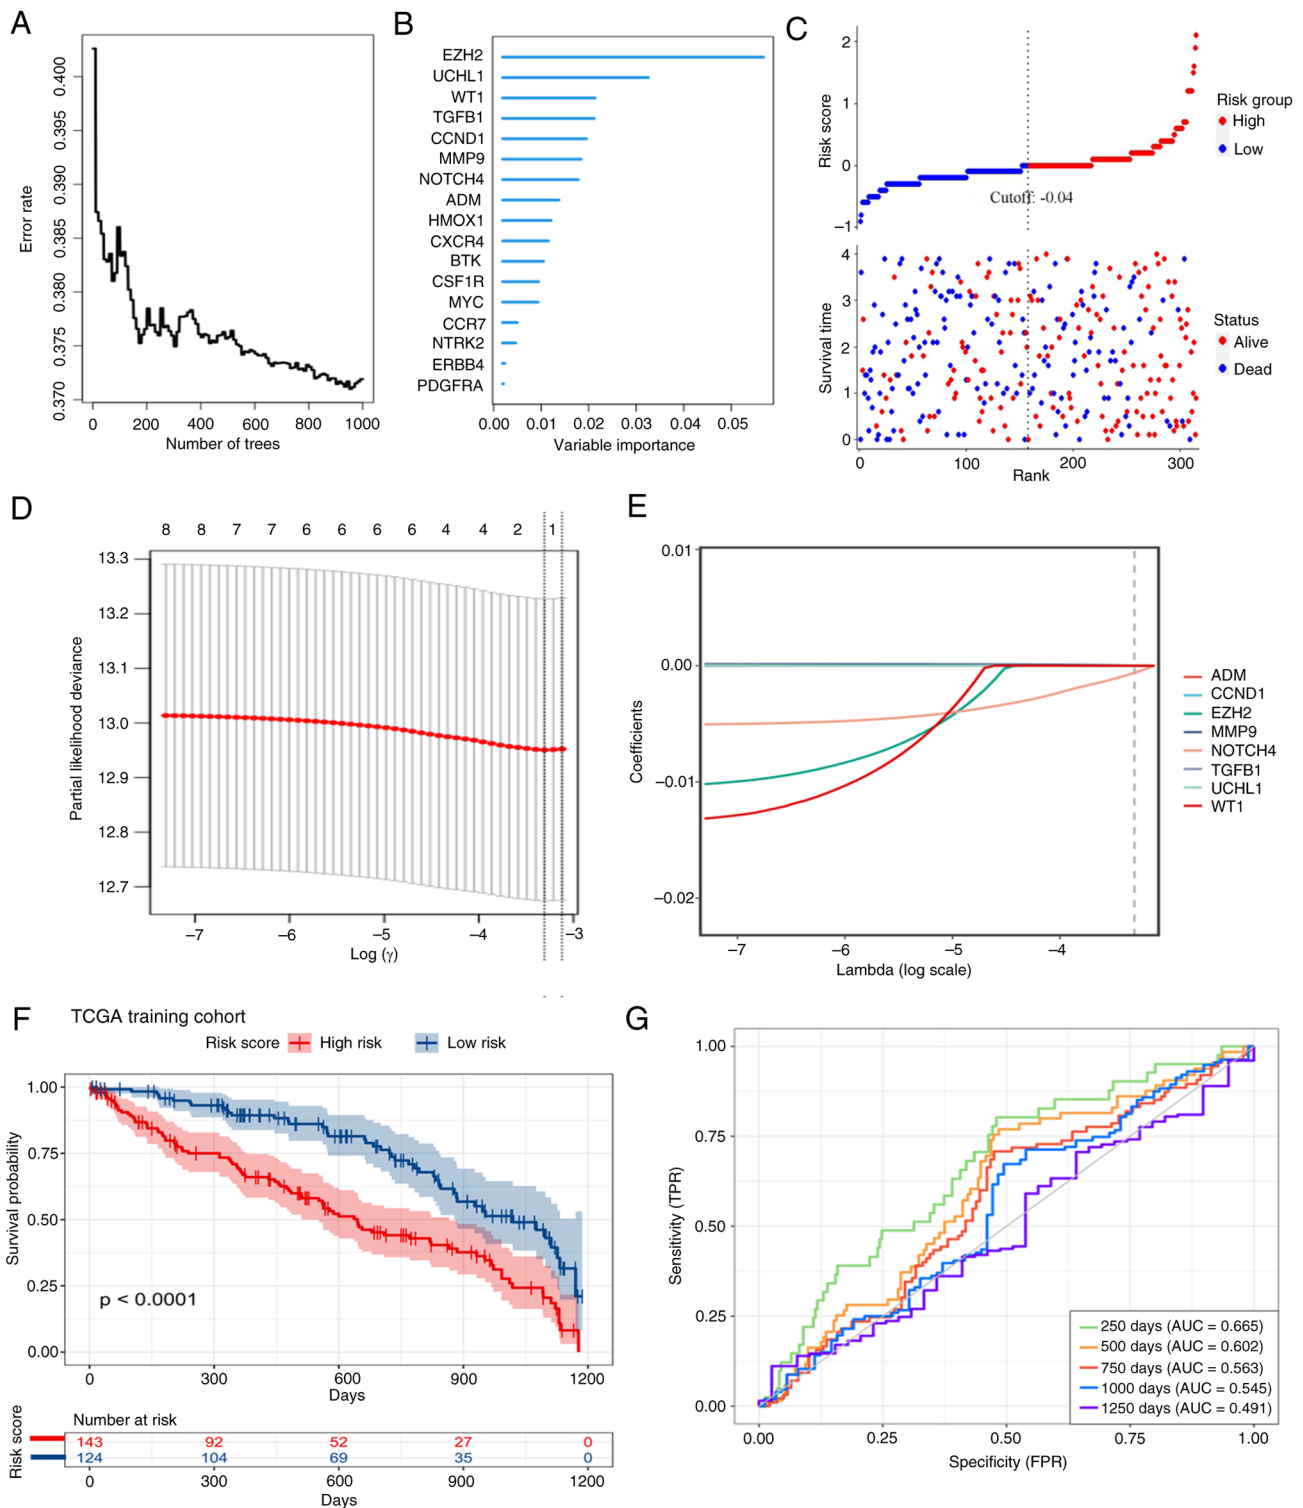 A
0.400
0.395
0.390
0.385
0.380
0.375
0.370
Error rate
0 200 400 600 800 1000
Number of trees
B
EZH2
UCHL1
WT1
TGFB1
CCND1
MMP9
NOTCH4
ADM
HMOX1
CXCR4
BTK
CSF1R
MYC
CCR7
NTRK2
ERBB4
PDGFRA
0.00 0.01 0.02 0.03 0.04 0.05
Variable importance
C
2
1
0
−1
Risk score
Cutoff: -0.04
Risk group
High
Low
4
3
2
1
0
Survival time
0 100 200 300
Rank
Status
Alive
Dead
D
8 8 7 7 6 6 6 6 4 4 2 1
13.3
13.2
13.1
13.0
12.9
12.8
12.7
Partial likelihood deviance
−7 −6 −5 −4 −3
Log (γ)
E
0.01
0.00
−0.01
−0.02
Coefficients
−7 −6 −5 −4
Lambda (log scale)
ADM
CCND1
EZH2
MMP9
NOTCH4
TGFB1
UCHL1
WT1
F
TCGA training cohort
Risk score High risk Low risk
1.00
0.75
0.50
0.25
0.00
Survival probability
p < 0.0001
0 300 600 900 1200
Days
Number at risk
Risk score
143 92 52 27 0
124 104 69 35 0
0 300 600 900 1200
Days
G
1.00
0.75
0.50
0.25
0.00
Sensitivity (TPR)
250 days (AUC = 0.665)
500 days (AUC = 0.602)
750 days (AUC = 0.563)
1000 days (AUC = 0.545)
1250 days (AUC = 0.491)
0.00 0.25 0.50 0.75 1.00
Specificity (FPR)